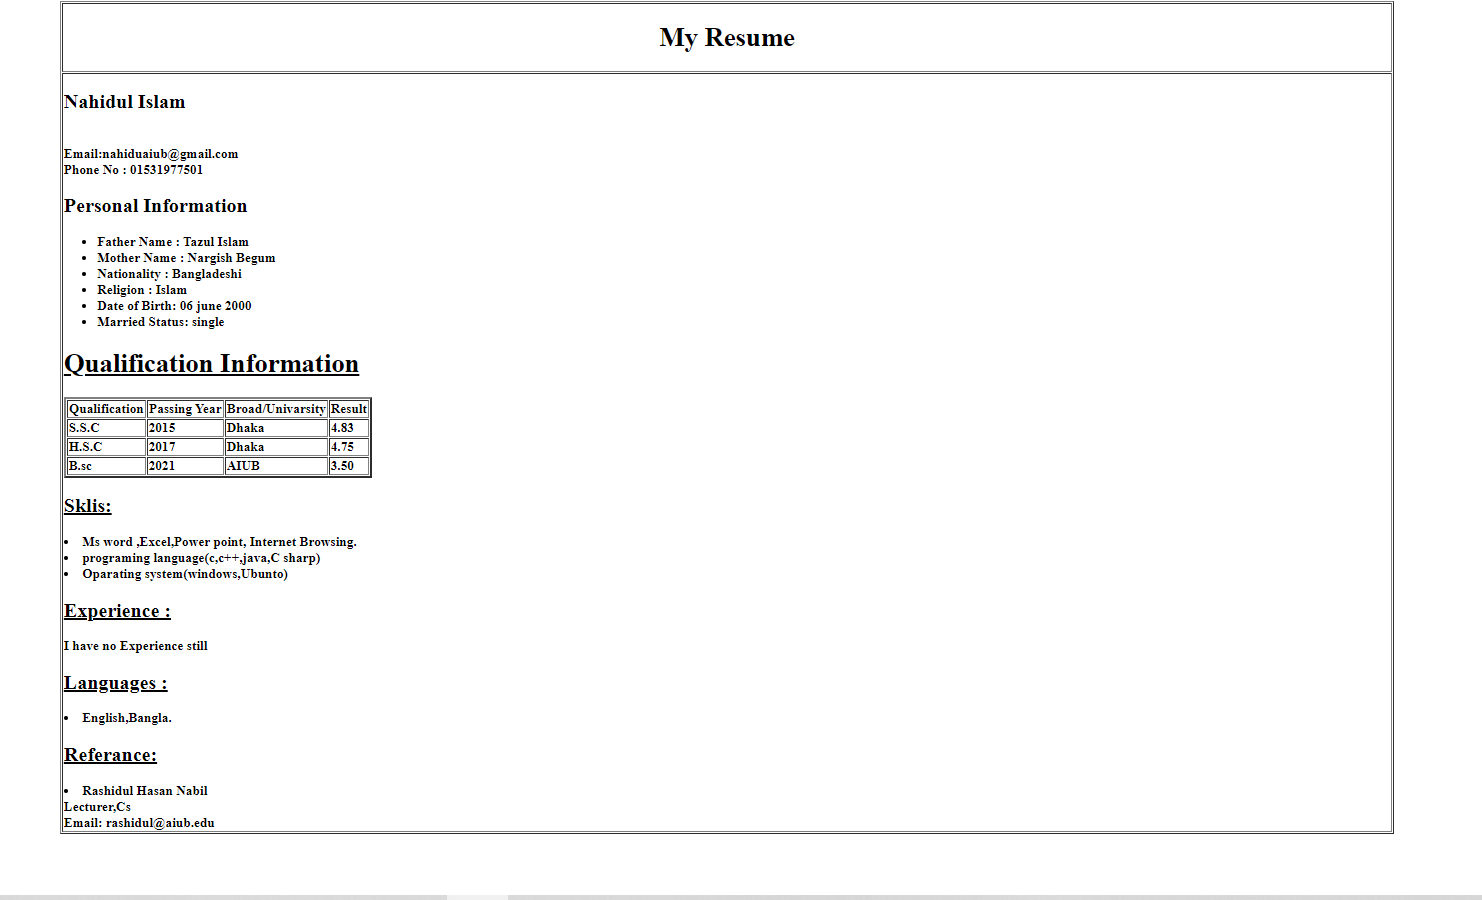 My Resume
Nahidul Islam
Email:nahiduaiub@gmail.com
Phone No : 01531977501
Personal Information
Father Name : Tazul Islam
Mother Name : Nargish Begum
Nationality : Bangladeshi
Religion : Islam
Date of Birth: 06 june 2000
Married Status: single
Qualification Information
Qualification Passing Year Broad/Univarsity Result
S.S.C 2015 Dhaka 4.83
H.S.C 2017 Dhaka 4.75
B.sc 2021 AIUB 3.50
Sklis:
Ms word ,Excel,Power point, Internet Browsing.
programing language(c,c++,java,C sharp)
Oparating system(windows,Ubunto)
Experience :
I have no Experience still
Languages :
English,Bangla.
Referance:
Rashidul Hasan Nabil
Lecturer,Cs
Email: rashidul@aiub.edu